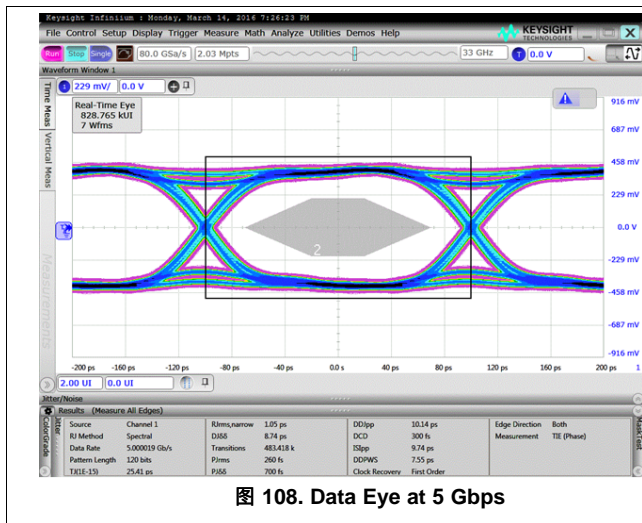 Keysight Infiniium : Monday, March 14, 2016 7:26:23 PM
File Control Setup Display Trigger Measure Math Analyze Utilities Demos Help
KEYSIGHT
TECHNOLOGIES
Run Stop Single 80.0 GSa/s 2.03 Mpts 33 GHz T 0.0 V
Waveform Window 1
1 229 mV/ 0.0 V
Time Meas
Vertical Meas
Measurements
Real-Time Eye
828.765 kUI
7 Wfms
916 mV
687 mV
458 mV
229 mV
0.0 V
-229 mV
-458 mV
-687 mV
-916 mV
2
-200 ps -160 ps -120 ps -80 ps -40 ps 0.0 s 40 ps 80 ps 120 ps 160 ps 200 ps 1
2.00 UI 0.0 UI
Jitter/Noise
Results (Measure All Edges)
ColorGrade
Jitter
MaskTest
Source Channel 1 RJrms,narrow 1.05 ps DDJpp 10.14 ps Edge Direction Both
RJ Method Spectral DJδδ 8.74 ps DCD 300 fs Measurement TIE (Phase)
Data Rate 5.000019 Gb/s Transitions 483.418 k ISIpp 9.74 ps
Pattern Length 120 bits PJrms 260 fs DDPWS 7.55 ps
TJ(1E-15) 25.41 ps PJδδ 700 fs Clock Recovery First Order
图 108. Data Eye at 5 Gbps